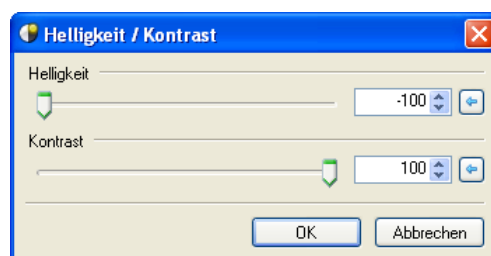 Helligkeit / Kontrast
Helligkeit
-100
Kontrast
100
OK Abbrechen